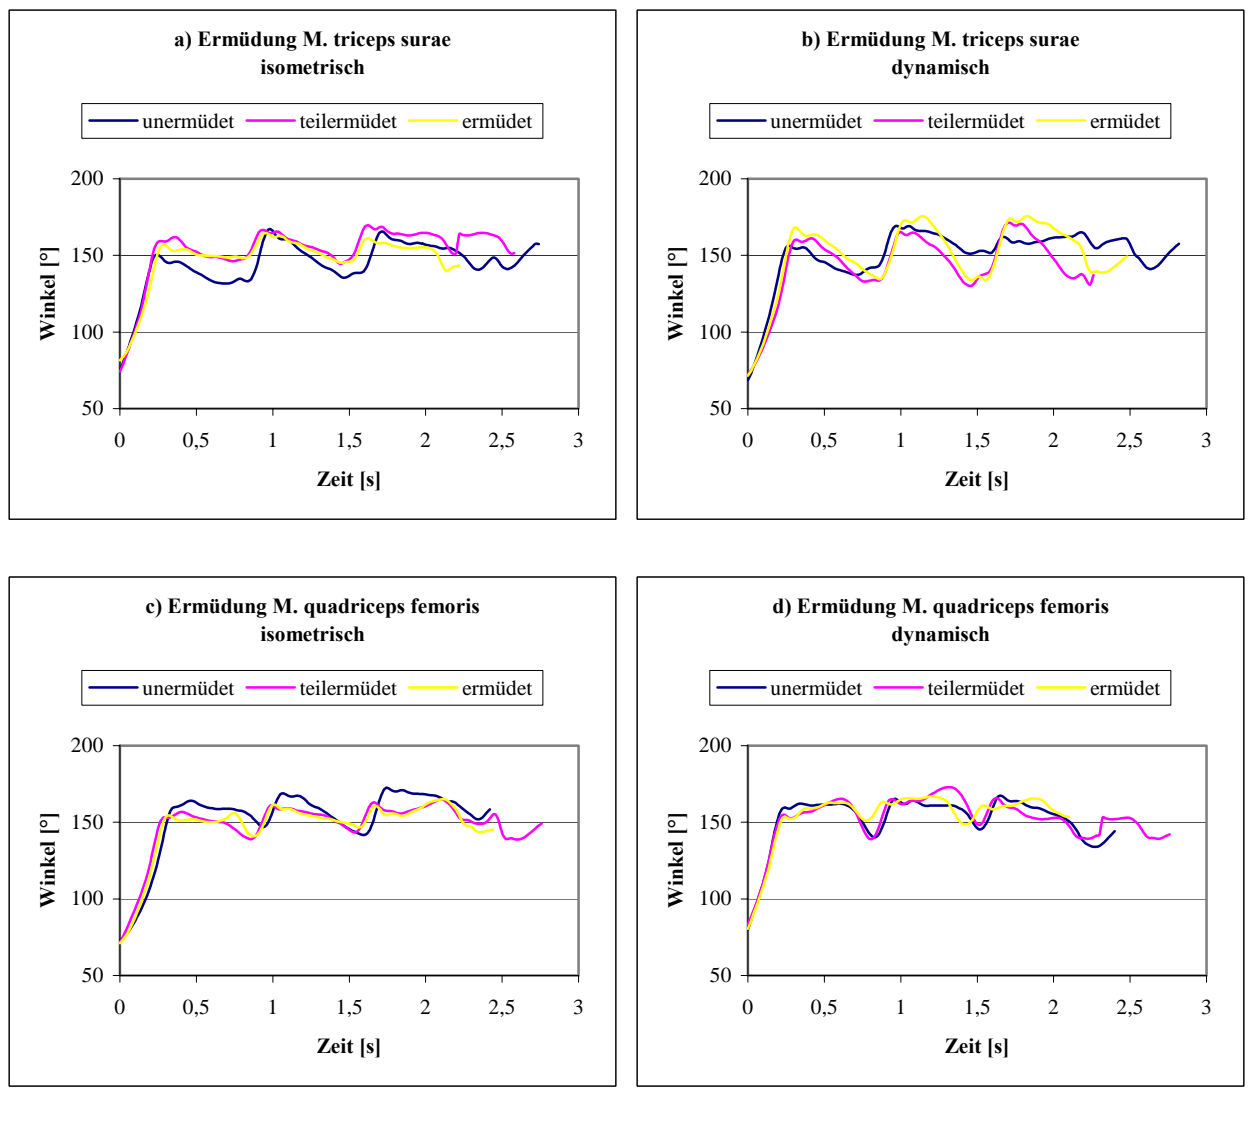 a) Ermüdung M. triceps surae
isometrisch
unermüdet teilermüdet ermüdet
200
150
100
50
0 0,5 1 1,5 2 2,5 3
Winkel [°]
Zeit [s]
b) Ermüdung M. triceps surae
dynamisch
unermüdet teilermüdet ermüdet
200
150
100
50
0 0,5 1 1,5 2 2,5 3
Winkel [°]
Zeit [s]
c) Ermüdung M. quadriceps femoris
isometrisch
unermüdet teilermüdet ermüdet
200
150
100
50
0 0,5 1 1,5 2 2,5 3
Winkel [°]
Zeit [s]
d) Ermüdung M. quadriceps femoris
dynamisch
unermüdet teilermüdet ermüdet
200
150
100
50
0 0,5 1 1,5 2 2,5 3
Winkel [°]
Zeit [s]